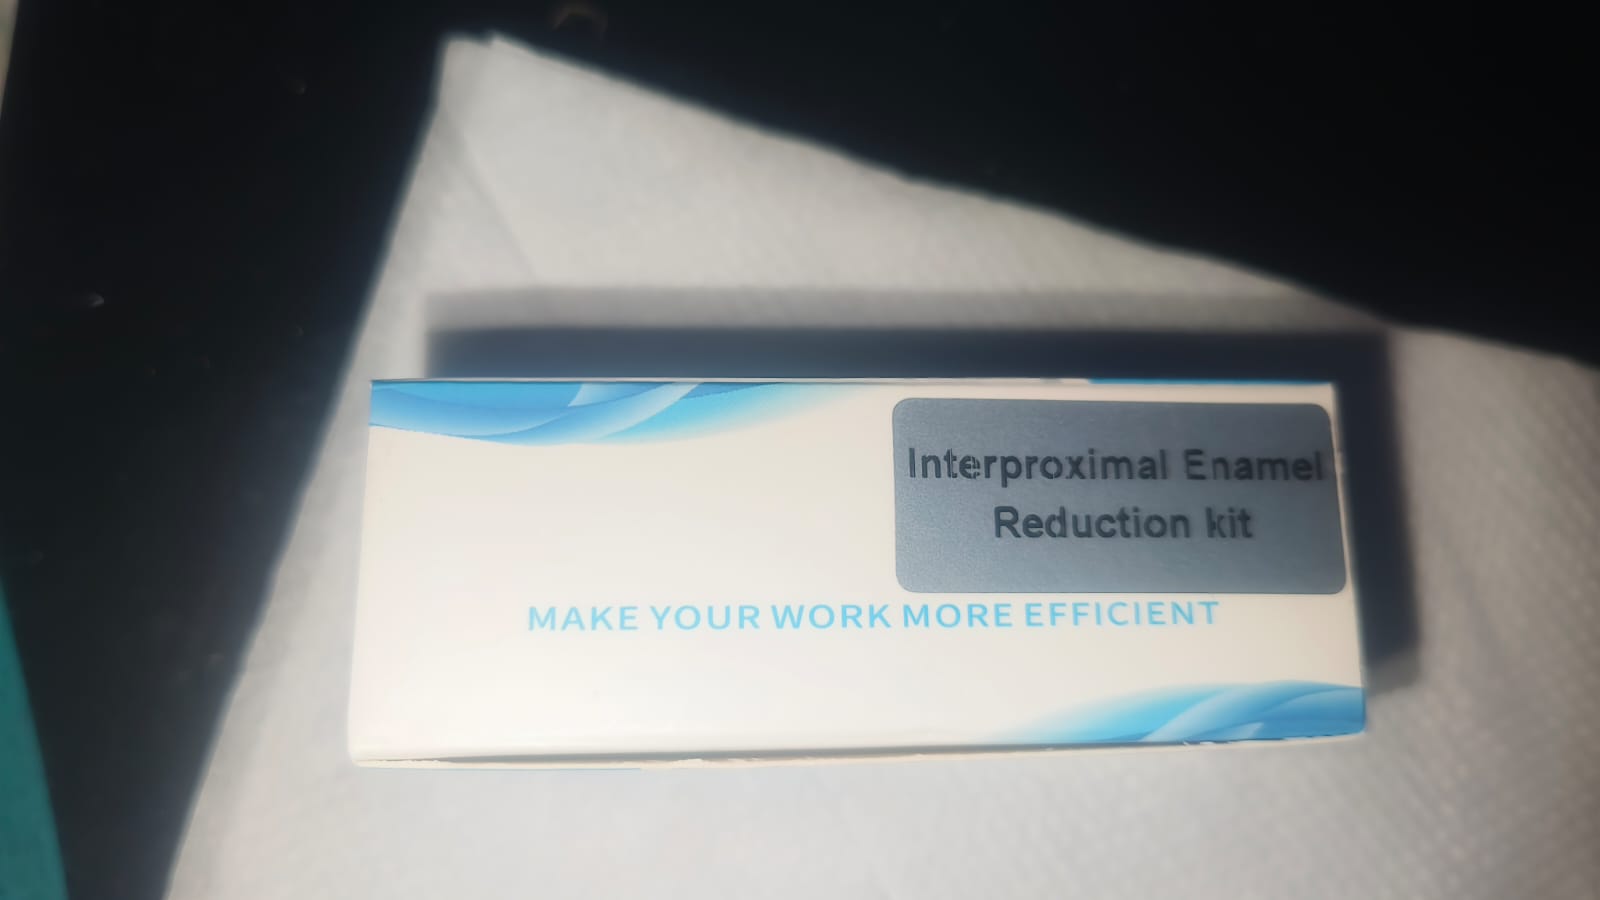 Interproximal Enamel
Reduction kit
MAKE YOUR WORK MORE EFFICIENT